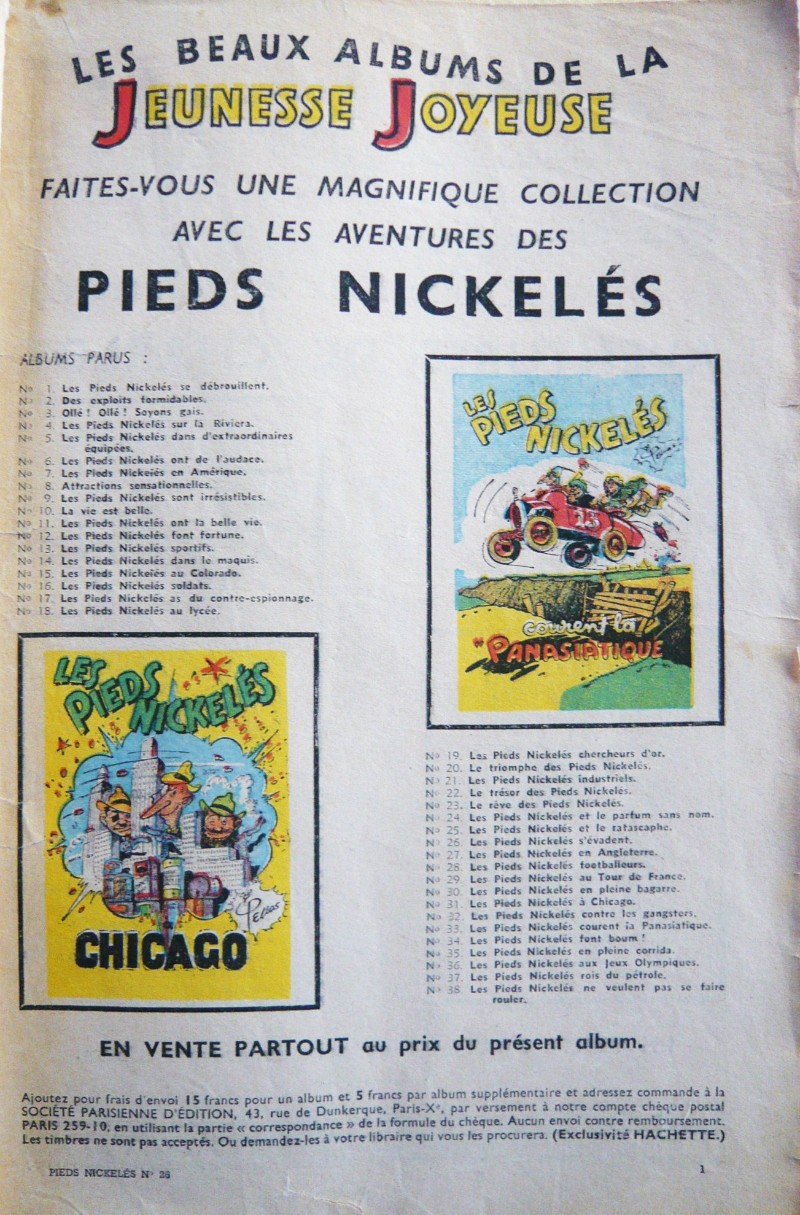 LES BEAUX ALBUMS DE LA
JEUNESSE JOYEUSE
FAITES-VOUS UNE MAGNIFIQUE COLLECTION
AVEC LES AVENTURES DES
PIEDS NICKELÉS
ALBUMS PARUS :
No 1. Les Pieds Nickelés se débrouillent.
No 2. Des exploits formidables.
No 3. Ollé ! Ollé ! Soyons gais.
No 4. Les Pieds Nickelés sur la Riviera.
No 5. Les Pieds Nickelés dans d'extraordinaires
équipées.
No 6. Les Pieds Nickelés ont de l'audace.
No 7. Les Pieds Nickelés en Amérique.
No 8. Attractions sensationnelles.
No 9. Les Pieds Nickelés sont irrésistibles.
No 10. La vie est belle.
No 11. Les Pieds Nickelés ont la belle vie.
No 12. Les Pieds Nickelés font fortune.
No 13. Les Pieds Nickelés sportifs.
No 14. Les Pieds Nickelés dans le maquis.
No 15. Les Pieds Nickelés au Colorado.
No 16. Les Pieds Nickelés soldats.
No 17. Les Pieds Nickelés as du contre-espionnage.
No 18. Les Pieds Nickelés au lycée.
LES
PIEDS
NICKELÉS
15
courent la
"PANASIATIQUE
LES
PIEDS
NICKELÉS
Pellos
CHICAGO
No 19. Les Pieds Nickelés chercheurs d'or.
No 20. Le triomphe des Pieds Nickelés.
No 21. Les Pieds Nickelés industriels.
No 22. Le trésor des Pieds Nickelés.
No 23. Le rêve des Pieds Nickelés.
No 24. Les Pieds Nickelés et le parfum sans nom.
No 25. Les Pieds Nickelés et le ratascaphe.
No 26. Les Pieds Nickelés s'évadent.
No 27. Les Pieds Nickelés en Angleterre.
No 28. Les Pieds Nickelés footballeurs.
No 29. Les Pieds Nickelés au Tour de France.
No 30. Les Pieds Nickelés en pleine bagarre.
No 31. Les Pieds Nickelés à Chicago.
No 32. Les Pieds Nickelés contre les gangsters.
No 33. Les Pieds Nickelés courent la Panasiatique.
No 34. Les Pieds Nickelés font boum !
No 35. Les Pieds Nickelés en pleine corrida.
No 36. Les Pieds Nickelés aux Jeux Olympiques.
No 37. Les Pieds Nickelés rois du pétrole.
No 38. Les Pieds Nickelés ne veulent pas se faire
rouler.
EN VENTE PARTOUT au prix du présent album.
Ajoutez pour frais d'envoi 15 francs pour un album et 5 francs par album supplémentaire et adressez commande à la
SOCIÉTÉ PARISIENNE D'ÉDITION, 43, rue de Dunkerque, Paris-Xe, par versement à notre compte chèque postal
PARIS 259-10, en utilisant la partie « correspondance » de la formule du chèque. Aucun envoi contre remboursement.
Les timbres ne sont pas acceptés. Ou demandez-les à votre libraire qui vous les procurera. (Exclusivité HACHETTE.)
PIEDS NICKELÉS No 26
1